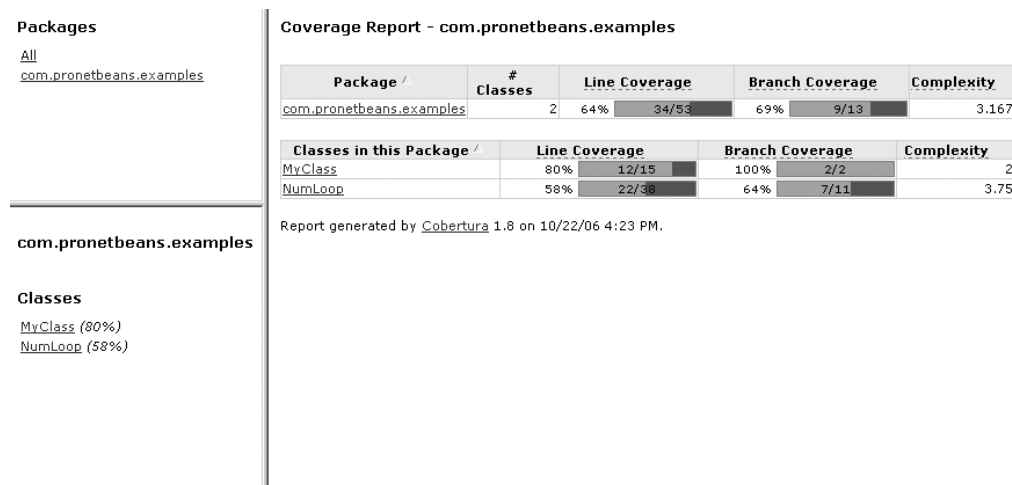 Packages
All
com.pronetbeans.examples
com.pronetbeans.examples
Classes
MyClass (80%)
NumLoop (58%)
Coverage Report - com.pronetbeans.examples
Package # Classes Line Coverage Branch Coverage Complexity
com.pronetbeans.examples 2 64% 34/53 69% 9/13 3.167
Classes in this Package Line Coverage Branch Coverage Complexity
MyClass 80% 12/15 100% 2/2 2
NumLoop 58% 22/38 64% 7/11 3.75
Report generated by Cobertura 1.8 on 10/22/06 4:23 PM.